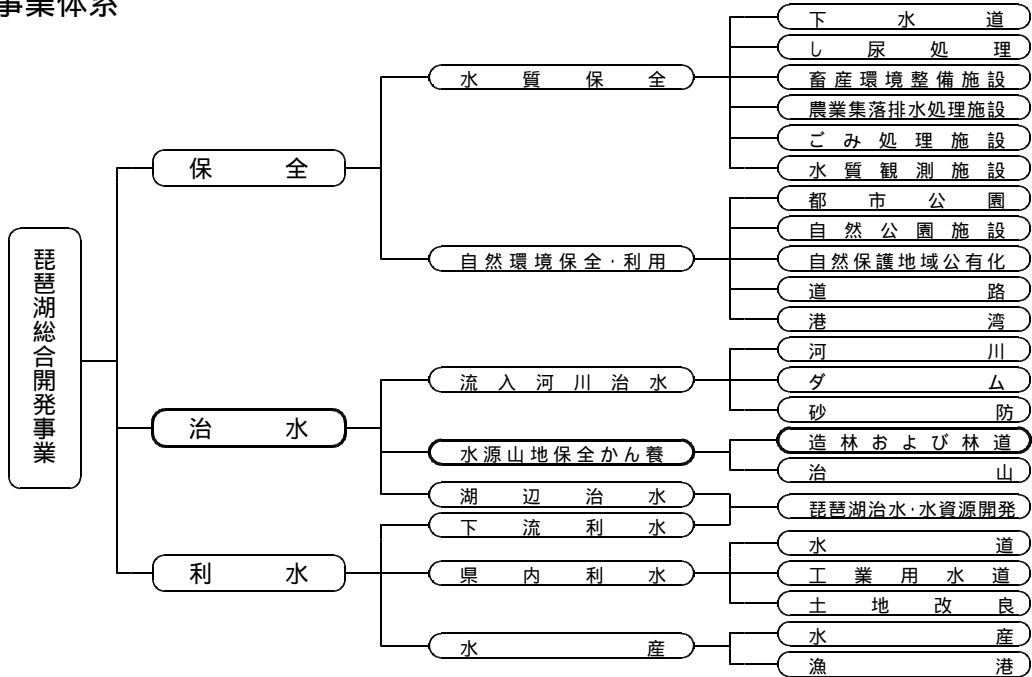 事業体系
琵琶湖総合開発事業
保全
水質保全
下水道
し尿処理
畜産環境整備施設
農業集落排水処理施設
ごみ処理施設
水質観測施設
自然環境保全・利用
都市公園
自然公園施設
自然保護地域公有化
道路
港湾
治水
流入河川治水
河川
ダム
砂防
水源山地保全かん養
造林および林道
治山
湖辺治水
琵琶湖治水・水資源開発
利水
下流利水
県内利水
水道
工業用水道
土地改良
水産
水産
漁港